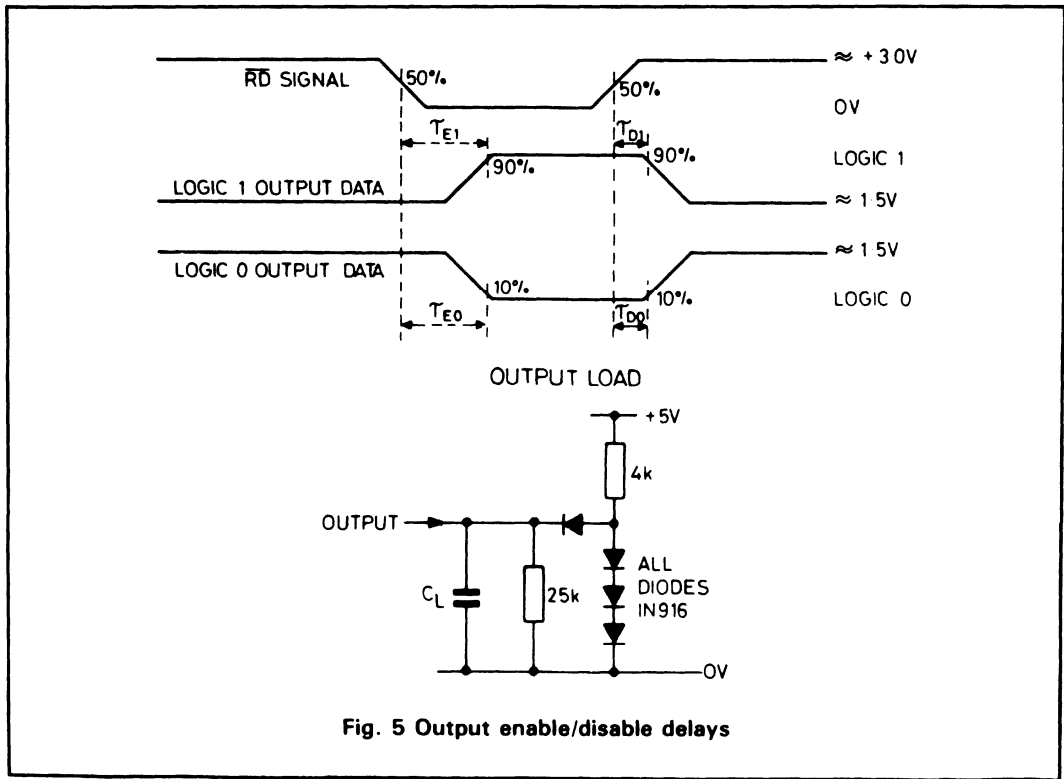 R̅D̅ SIGNAL
50%
50%
≈ +3·0V
0V
T_E1
T_D1
90%
90%
LOGIC 1
LOGIC 1 OUTPUT DATA
≈ 1·5V
≈ 1·5V
LOGIC 0 OUTPUT DATA
10%
10%
LOGIC 0
T_E0
T_D0
OUTPUT LOAD
+5V
4k
OUTPUT
ALL
DIODES
IN916
C_L
25k
0V
Fig. 5 Output enable/disable delays